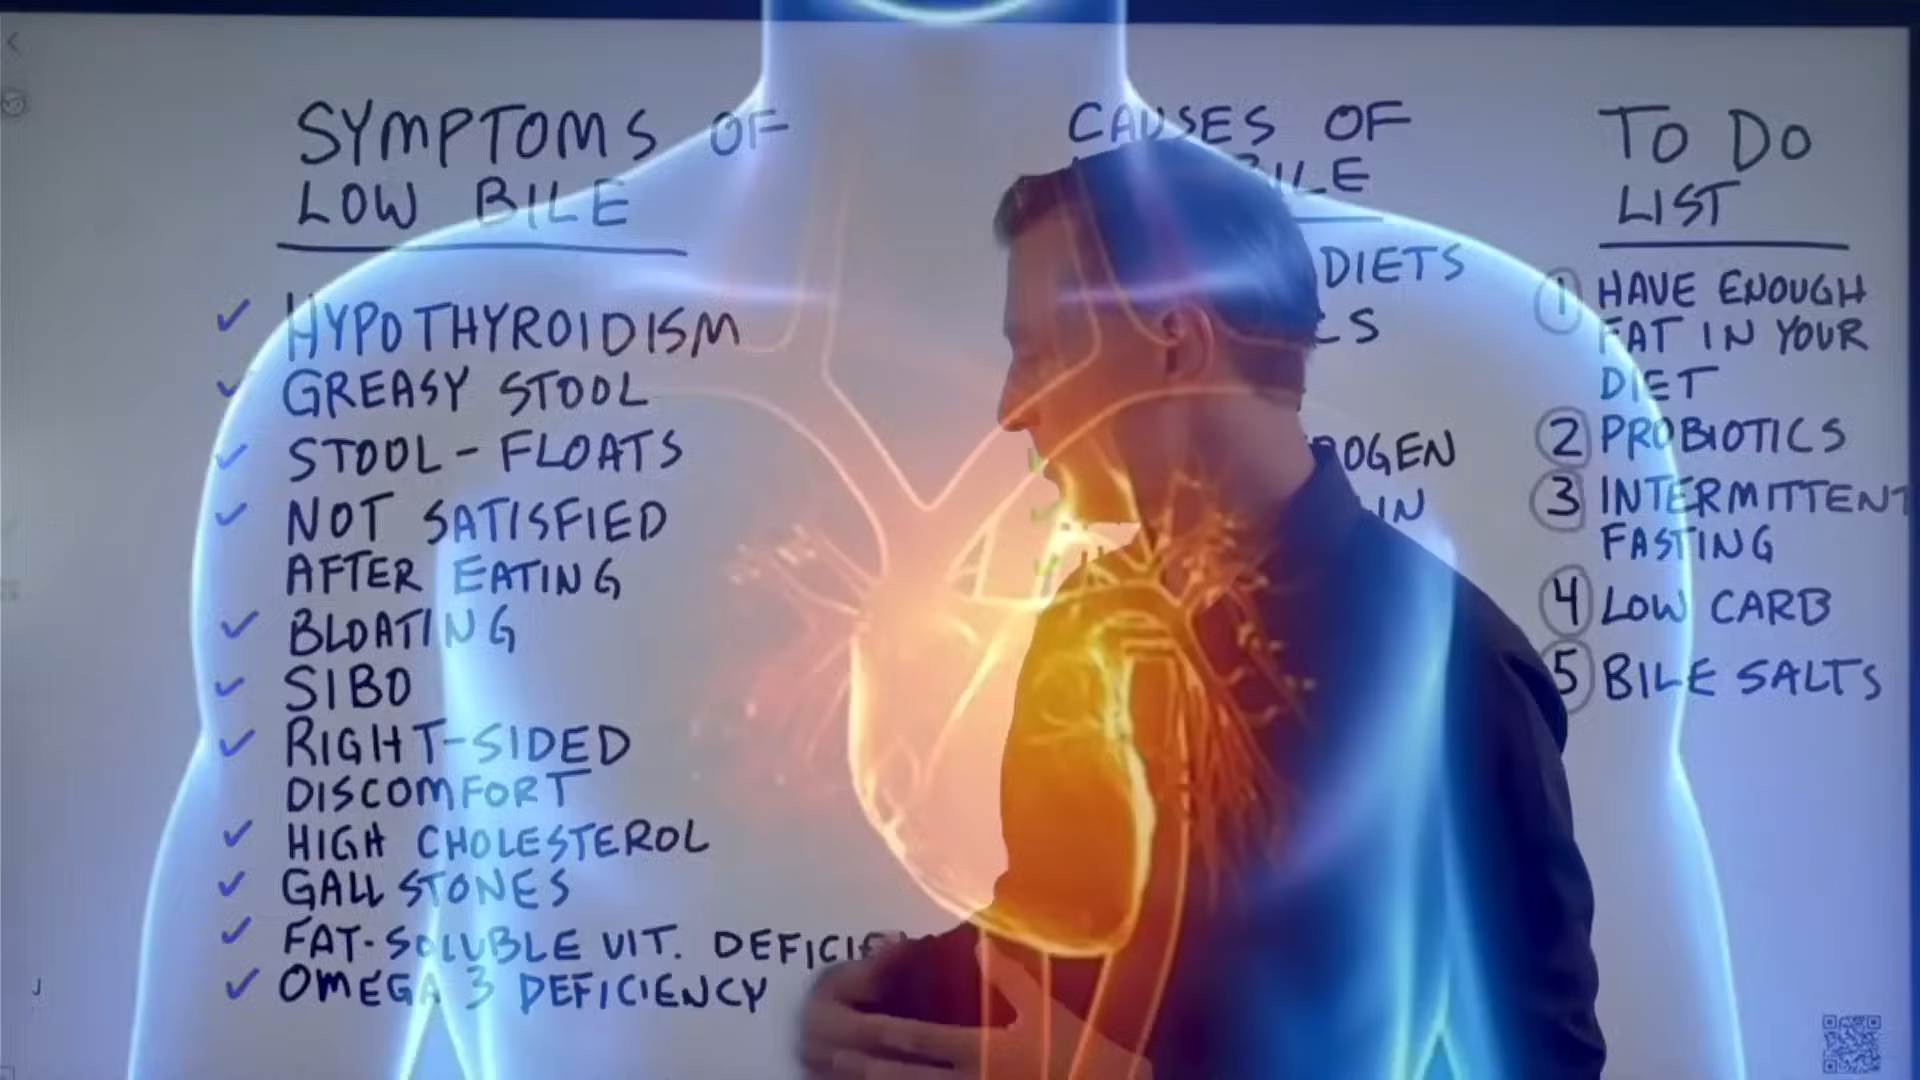 SYMPTOMS OF
LOW BILE
HYPOTHYROIDISM
GREASY STOOL
STOOL - FLOATS
NOT SATISFIED
AFTER EATING
BLOATING
SIBO
RIGHT-SIDED
DISCOMFORT
HIGH CHOLESTEROL
GALL STONES
FAT-SOLUBLE VIT.
OMEGA 3 DEFICIENCY
CAUSES OF
DIETS
TO DO
LIST
1 HAVE ENOUGH
FAT IN YOUR
DIET
2 PROBIOTICS
3 INTERMITTENT
FASTING
4 LOW CARB
5 BILE SALTS